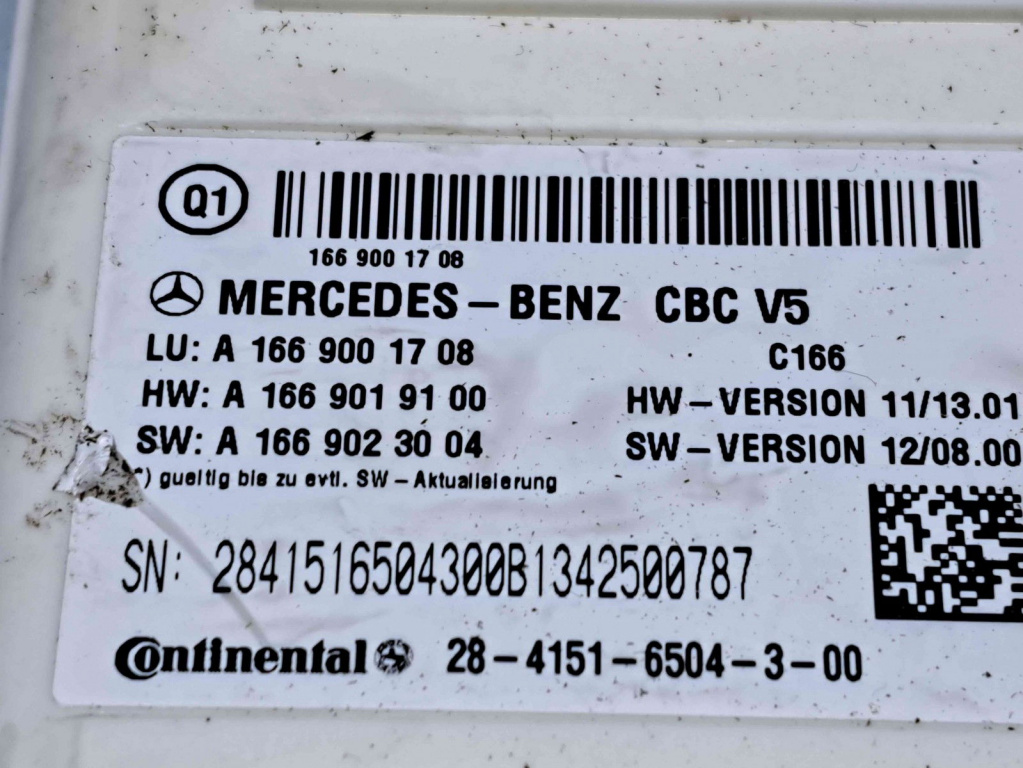 Q1
166 900 17 08
MERCEDES-BENZ CBC V5
LU: A 166 900 17 08 C166
HW: A 166 901 91 00 HW-VERSION 11/13.01
SW: A 166 902 30 04 SW-VERSION 12/08.00
*) gueltig bis zu evtl. SW-Aktualisierung
SN: 2841516504300B1342500787
Continental 28-4151-6504-3-00